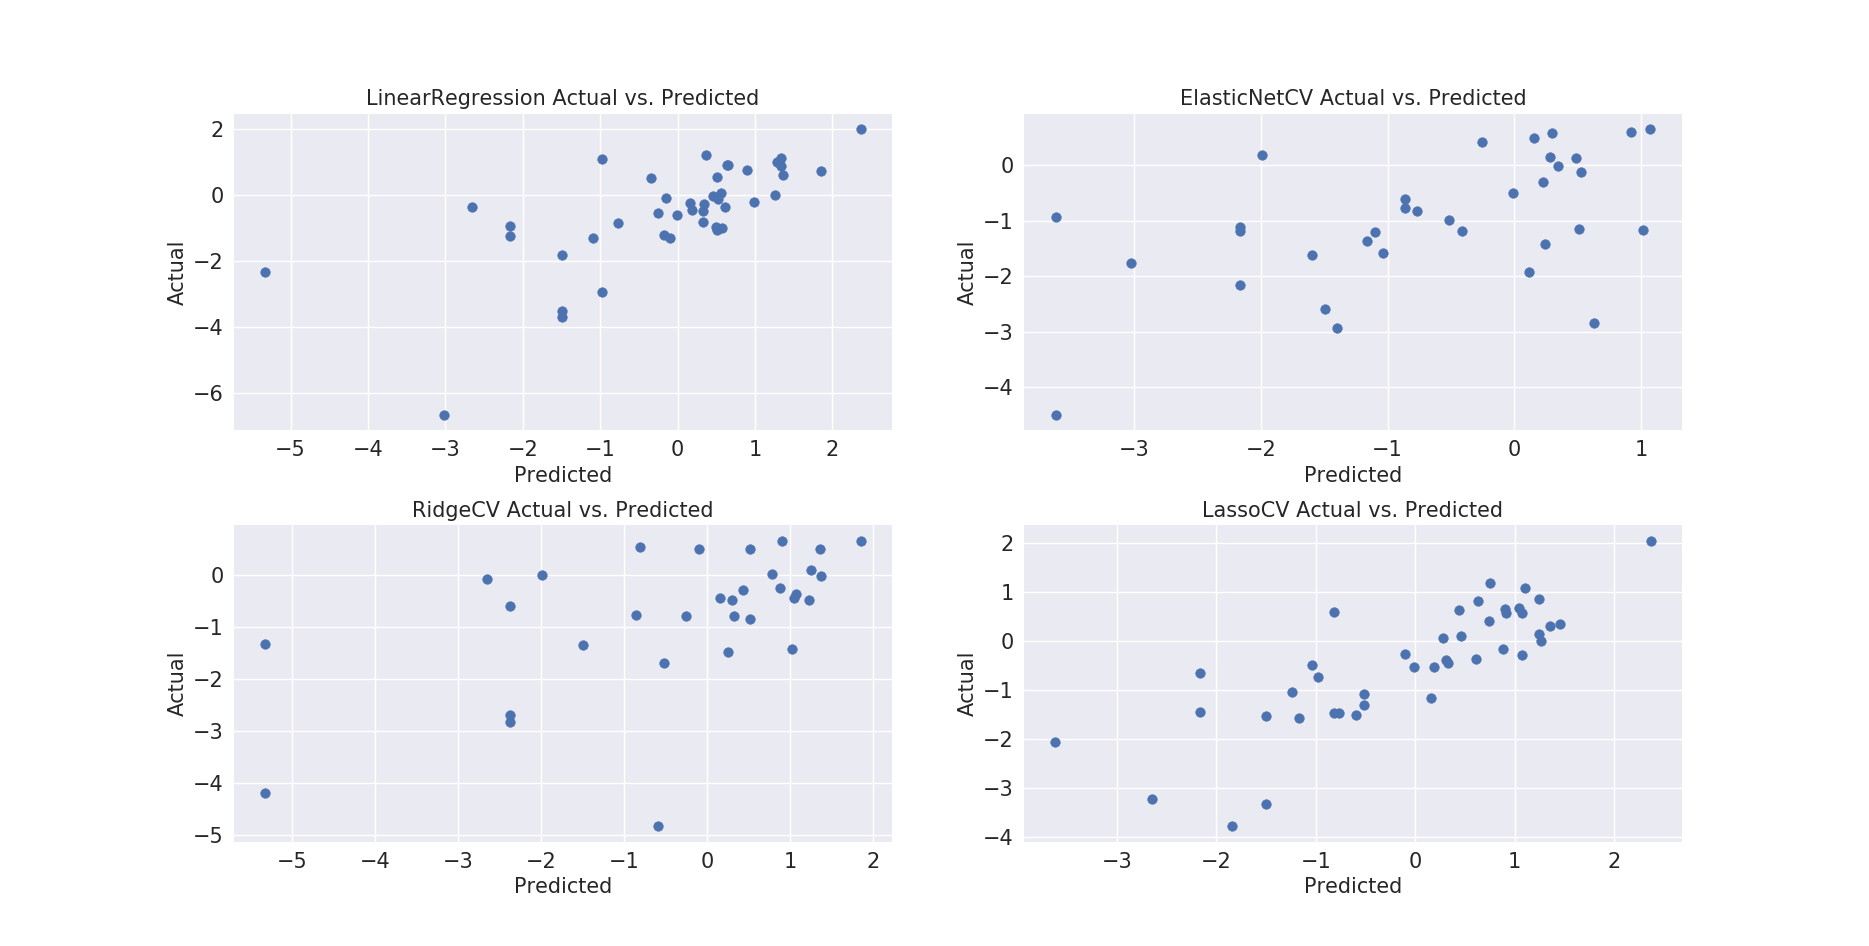 LinearRegression Actual vs. Predicted
2
0
−2
−4
−6
Actual
−5 −4 −3 −2 −1 0 1 2
Predicted
ElasticNetCV Actual vs. Predicted
0
−1
−2
−3
−4
Actual
−3 −2 −1 0 1
Predicted
RidgeCV Actual vs. Predicted
0
−1
−2
−3
−4
−5
Actual
−5 −4 −3 −2 −1 0 1 2
Predicted
LassoCV Actual vs. Predicted
2
1
0
−1
−2
−3
−4
Actual
−3 −2 −1 0 1 2
Predicted